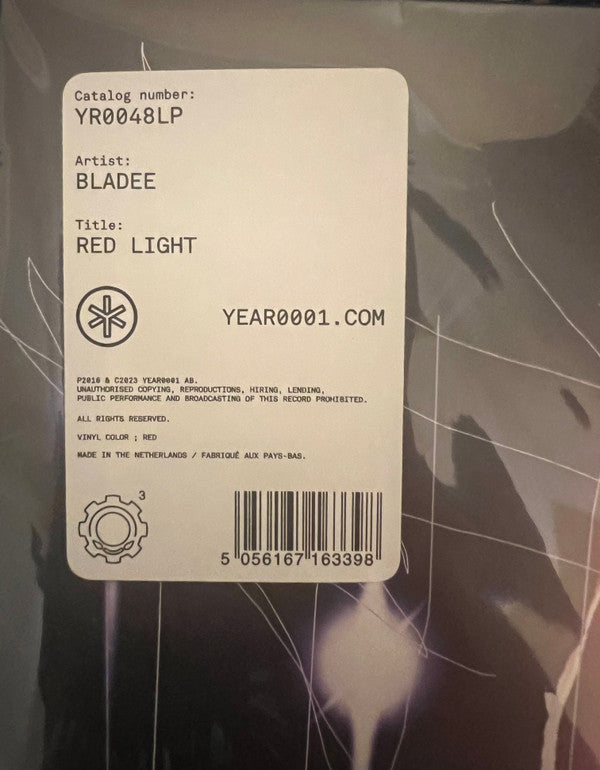 Catalog number:
YR0048LP
Artist:
BLADEE
Title:
RED LIGHT
YEAR0001.COM
P2018 & C2023 YEAR0001 AB.
UNAUTHORISED COPYING, REPRODUCTIONS, HIRING, LENDING,
PUBLIC PERFORMANCE AND BROADCASTING OF THIS RECORD PROHIBITED.
ALL RIGHTS RESERVED.
VINYL COLOR ; RED
MADE IN THE NETHERLANDS / FABRIQUÉ AUX PAYS-BAS.
3
5 056167 163398